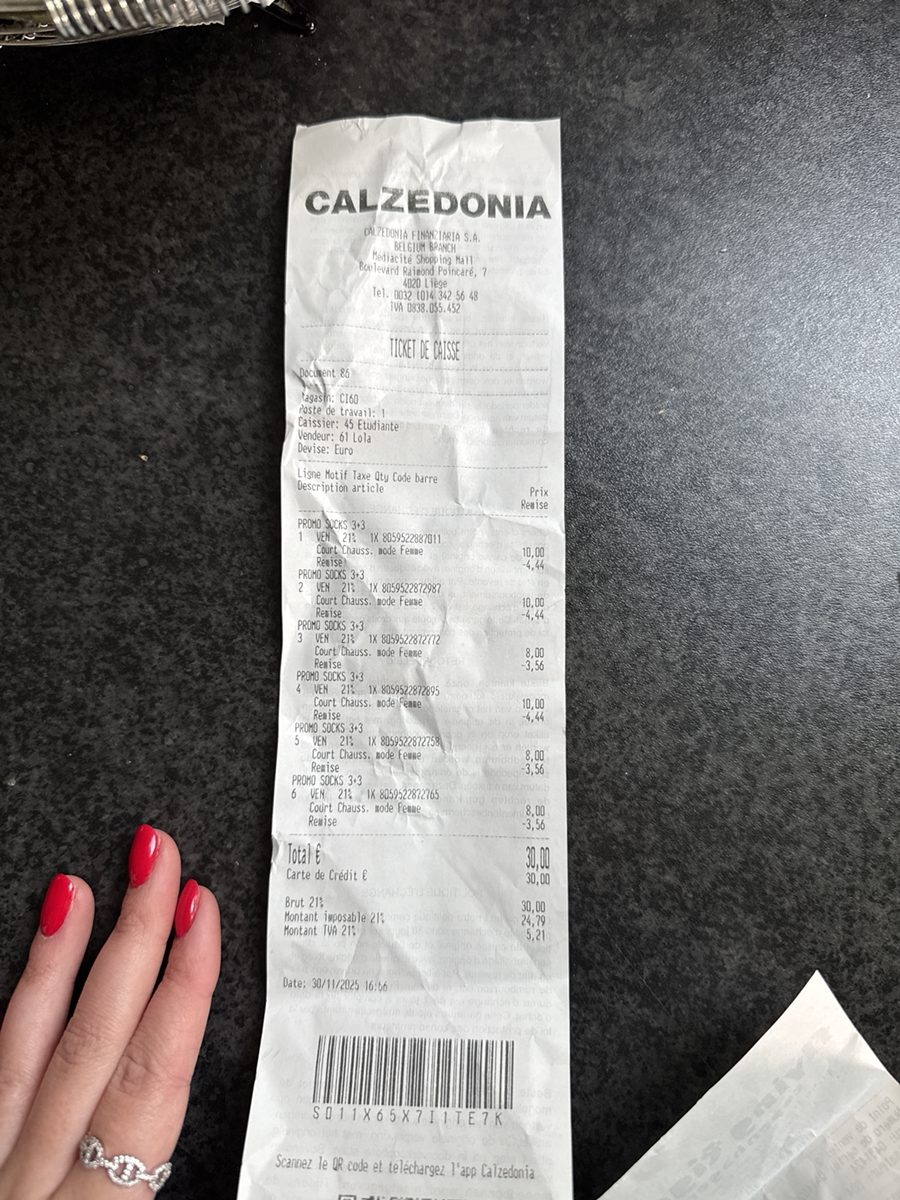 CALZEDONIA
CALZEDONIA FINANZIARIA S.A.
BELGIUM BRANCH
Mediacité Shopping Mall
Boulevard Raimond Poincaré, 7
4020 Liège
Tel. 0032 (0)4 342 56 48
TVA 0838.055.452
TICKET DE CAISSE
Document 86
Magasin: CI60
Poste de travail: 1
Caissier: 45 Etudiante
Vendeur: 61 Lola
Devise: Euro
Ligne Motif Taxe Qty Code barre
Description article Prix
Remise
PROMO SOCKS 3+3
1 VEN 21% 1X 8059522887011
Court Chauss. mode Femme 10,00
Remise -4,44
PROMO SOCKS 3+3
2 VEN 21% 1X 8059522872987
Court Chauss. mode Femme 10,00
Remise -4,44
PROMO SOCKS 3+3
3 VEN 21% 1X 8059522872772
Court Chauss. mode Femme 8,00
Remise -3,56
PROMO SOCKS 3+3
4 VEN 21% 1X 8059522872895
Court Chauss. mode Femme 10,00
Remise -4,44
PROMO SOCKS 3+3
5 VEN 21% 1X 8059522872758
Court Chauss. mode Femme 8,00
Remise -3,56
PROMO SOCKS 3+3
6 VEN 21% 1X 8059522872765
Court Chauss. mode Femme 8,00
Remise -3,56
Total € 30,00
Carte de Crédit € 30,00
Brut 21% 30,00
Montant imposable 21% 24,79
Montant TVA 21% 5,21
Date: 30/11/2025 16:56
S011X65X7I1TE7K
Scannez le QR code et téléchargez l'app Calzedonia